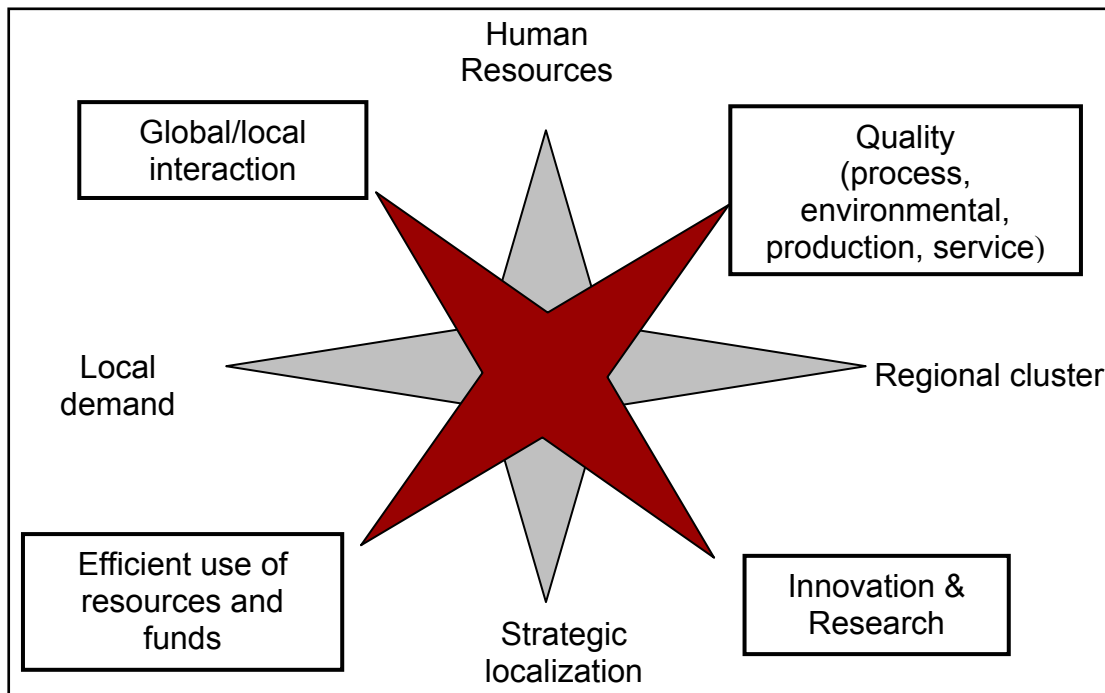 Human
Resources
Global/local
interaction
Quality
(process,
environmental,
production, service)
Local
demand
Regional cluster
Efficient use of
resources and
funds
Strategic
localization
Innovation &
Research